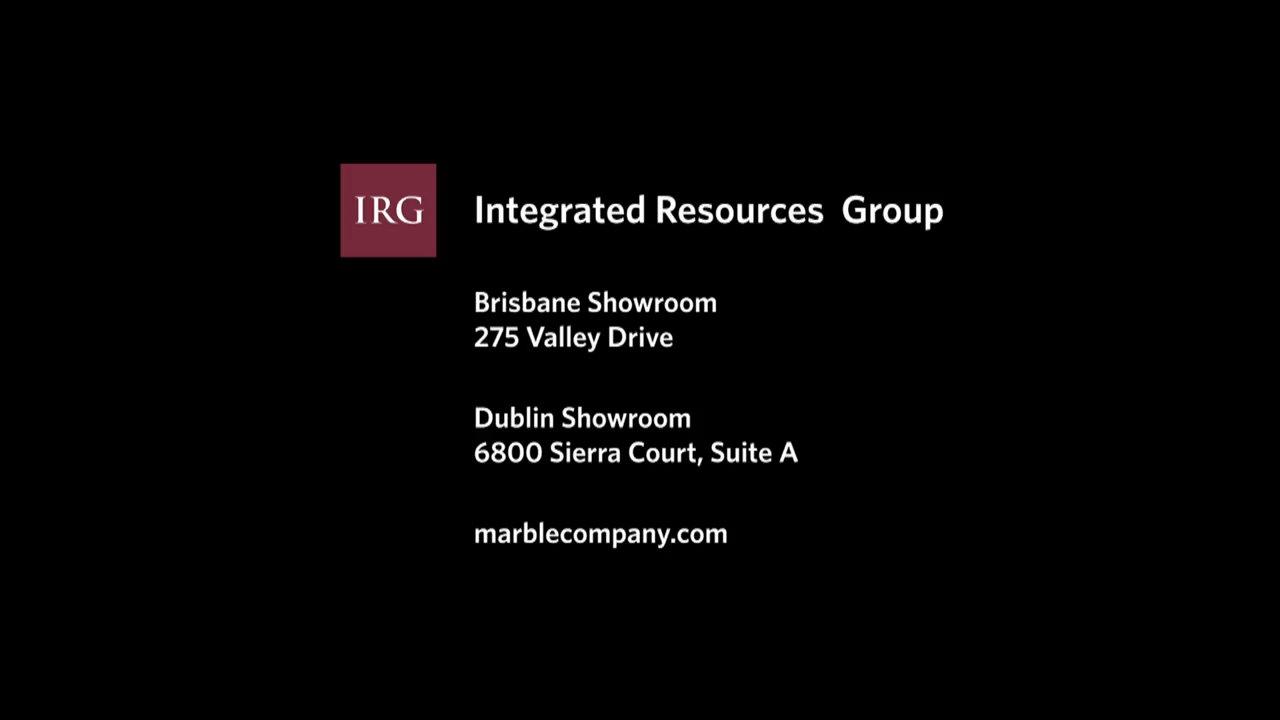 IRG
Integrated Resources Group
Brisbane Showroom
275 Valley Drive
Dublin Showroom
6800 Sierra Court, Suite A
marblecompany.com